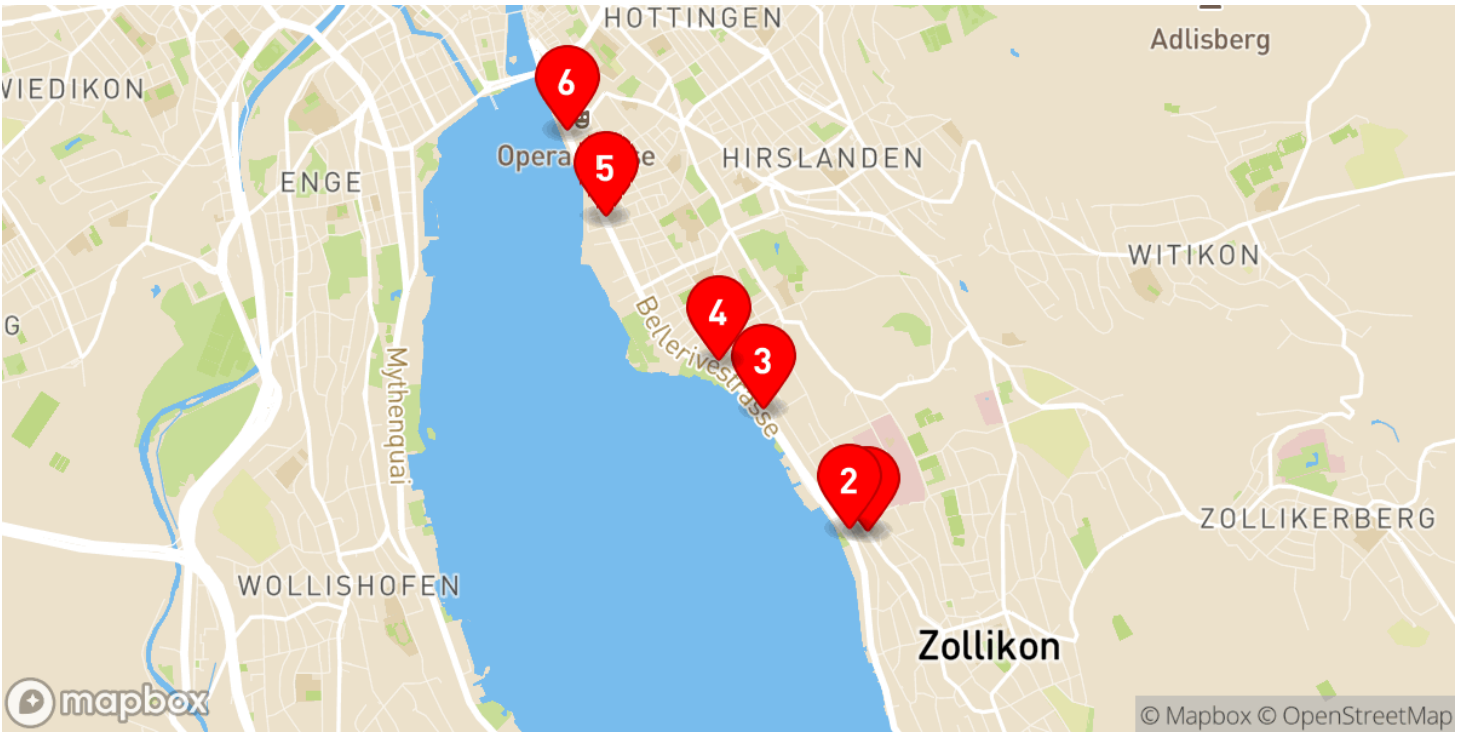 HOTTINGEN
Adlisberg
WIEDIKON
6
5
HIRSLANDEN
ENGE
WITIKON
G
4
Bellerivestrasse
3
Mythenquai
2
ZOLLIKERBERG
WOLLISHOFEN
Zollikon
mapbox
© Mapbox © OpenStreetMap